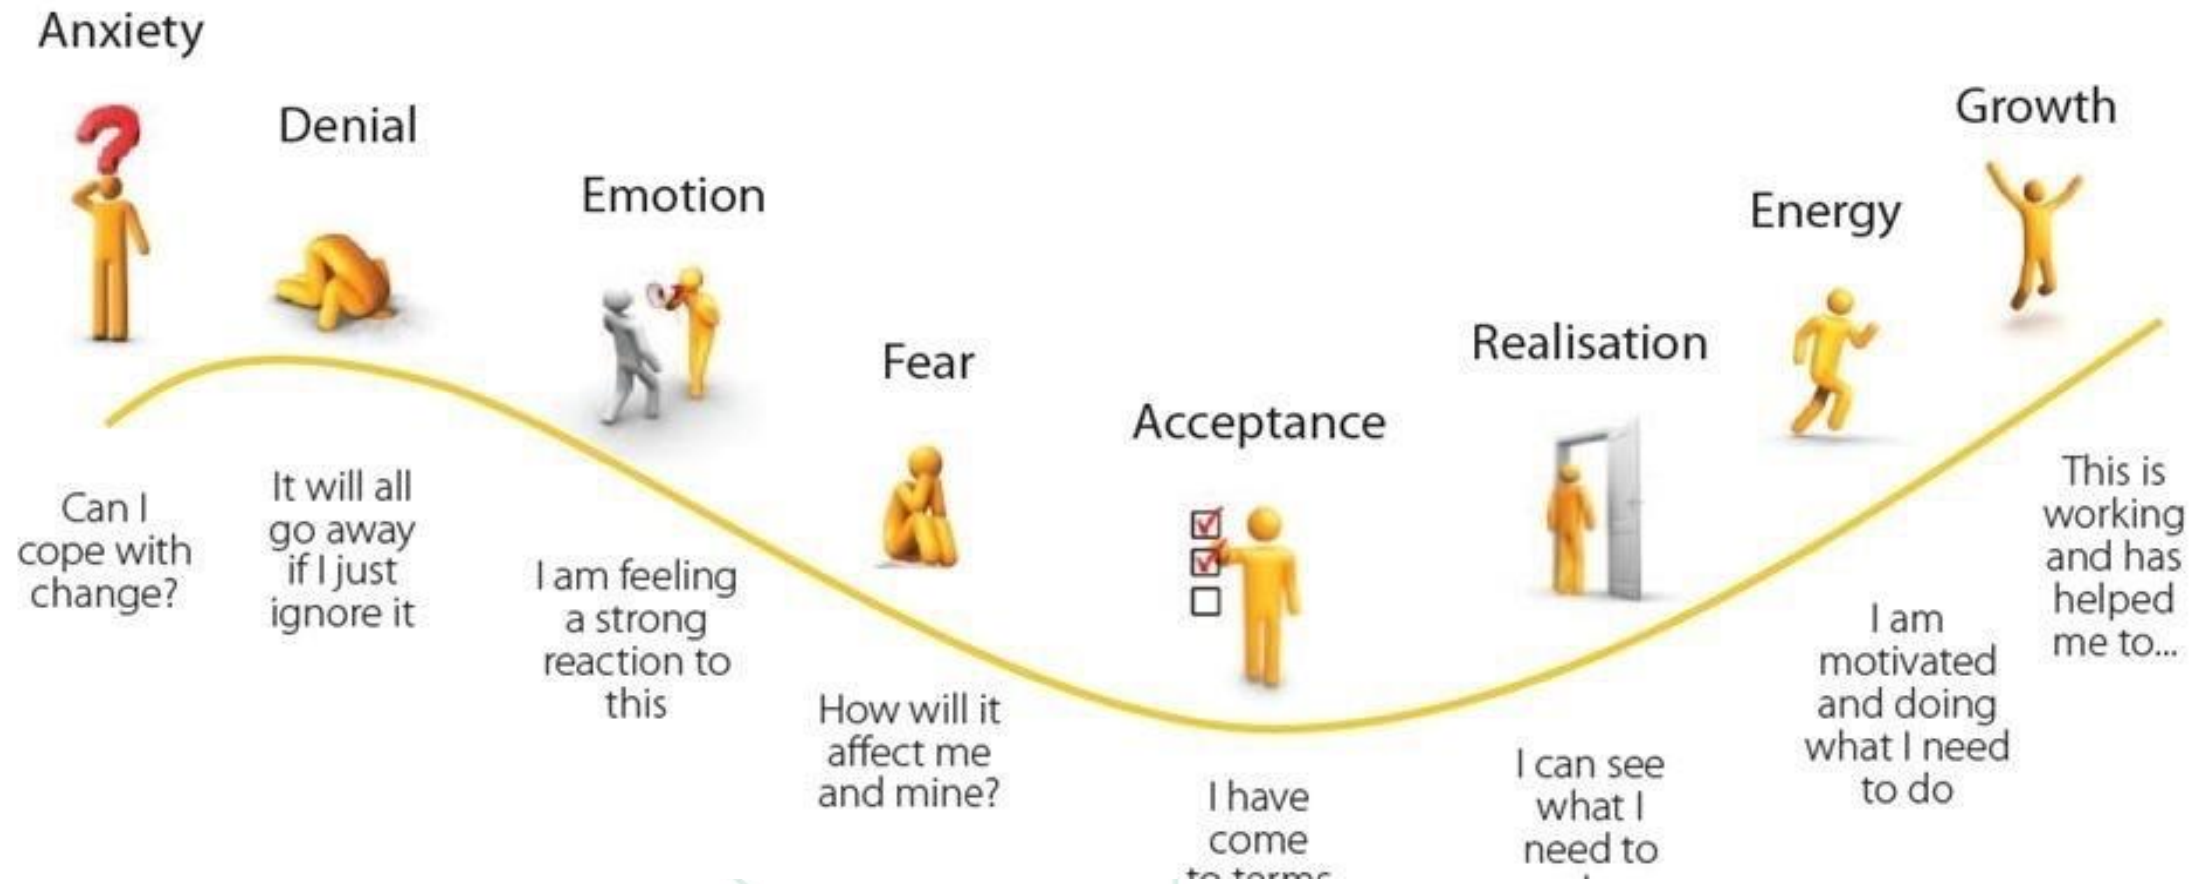 Anxiety
Can I
cope with
change?
Denial
It will all
go away
if I just
ignore it
Emotion
I am feeling
a strong
reaction to
this
Fear
How will it
affect me
and mine?
Acceptance
I have
come
to terms
Realisation
I can see
what I
need to
Energy
I am
motivated
and doing
what I need
to do
Growth
This is
working
and has
helped
me to...